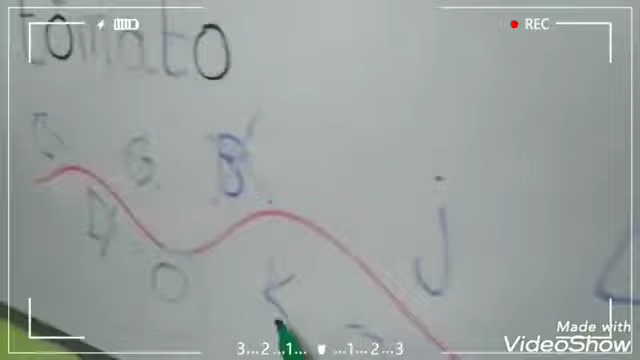 REC
tomato
G B
j
O K
3...2...1... ...1...2...3
Made with
VideoShow